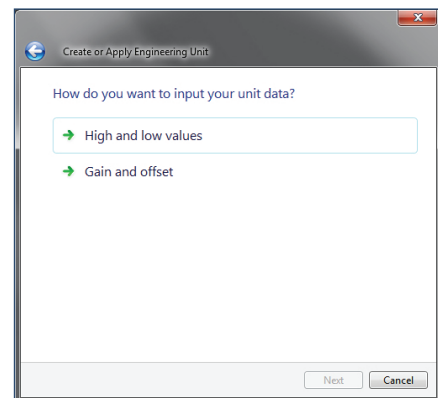 Create or Apply Engineering Unit
How do you want to input your unit data?
High and low values
Gain and offset
Next Cancel